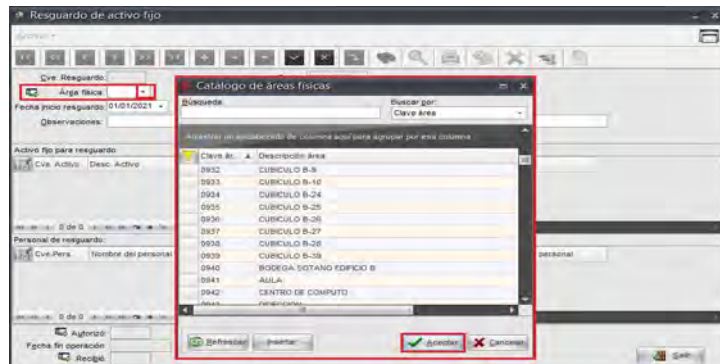 Resguardo de activo fijo
Archivo
Cve. Resguardo:
Área física:
Fecha inicio resguardo: 01/01/2021
Observaciones:
Activo fijo para resguardo
Cve. Activo Desc. Activo
0 de 0
Personal de resguardo:
Cve.Pers. Nombre del personal
personal
0 de 0
Autorizó:
Fecha fin operación
Recibió
Salir
Catálogo de áreas físicas
Búsqueda
Buscar por:
Clave área
Arrastrar un encabezado de columna aquí para agrupar por esa columna
Clave ár. Descripción área
0932 CUBICULO B-9
0933 CUBICULO B-10
0934 CUBICULO B-24
0935 CUBICULO B-25
0936 CUBICULO B-26
0937 CUBICULO B-27
0938 CUBICULO B-28
0939 CUBICULO B-39
0940 BODEGA SOTANO EDIFICIO B
0941 AULA
0942 CENTRO DE COMPUTO
0943 DIRECCION
Refrescar
Insertar
Aceptar
Cancelar